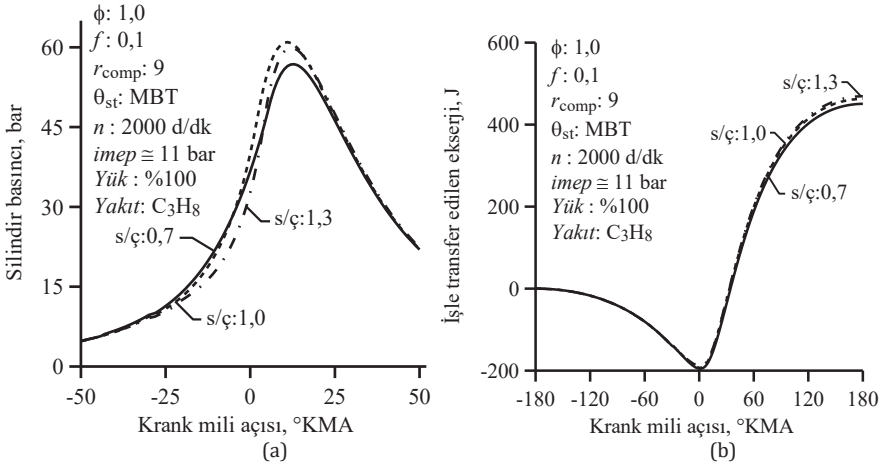 ϕ: 1,0
f : 0,1
r_comp: 9
θ_st: MBT
n : 2000 d/dk
imep ≅ 11 bar
Yük : %100
Yakıt: C₃H₈
s/ç:0,7
s/ç:1,3
s/ç:1,0
Silindir basıncı, bar
60
45
30
15
0
-50
-25
0
25
50
Krank mili açısı, °KMA
(a)
ϕ: 1,0
f : 0,1
r_comp: 9
θ_st: MBT
n : 2000 d/dk
imep ≅ 11 bar
Yük : %100
Yakıt: C₃H₈
s/ç:1,3
s/ç:1,0
s/ç:0,7
İşle transfer edilen ekserji, J
600
400
200
0
-200
-180
-120
-60
0
60
120
180
Krank mili açısı, °KMA
(b)